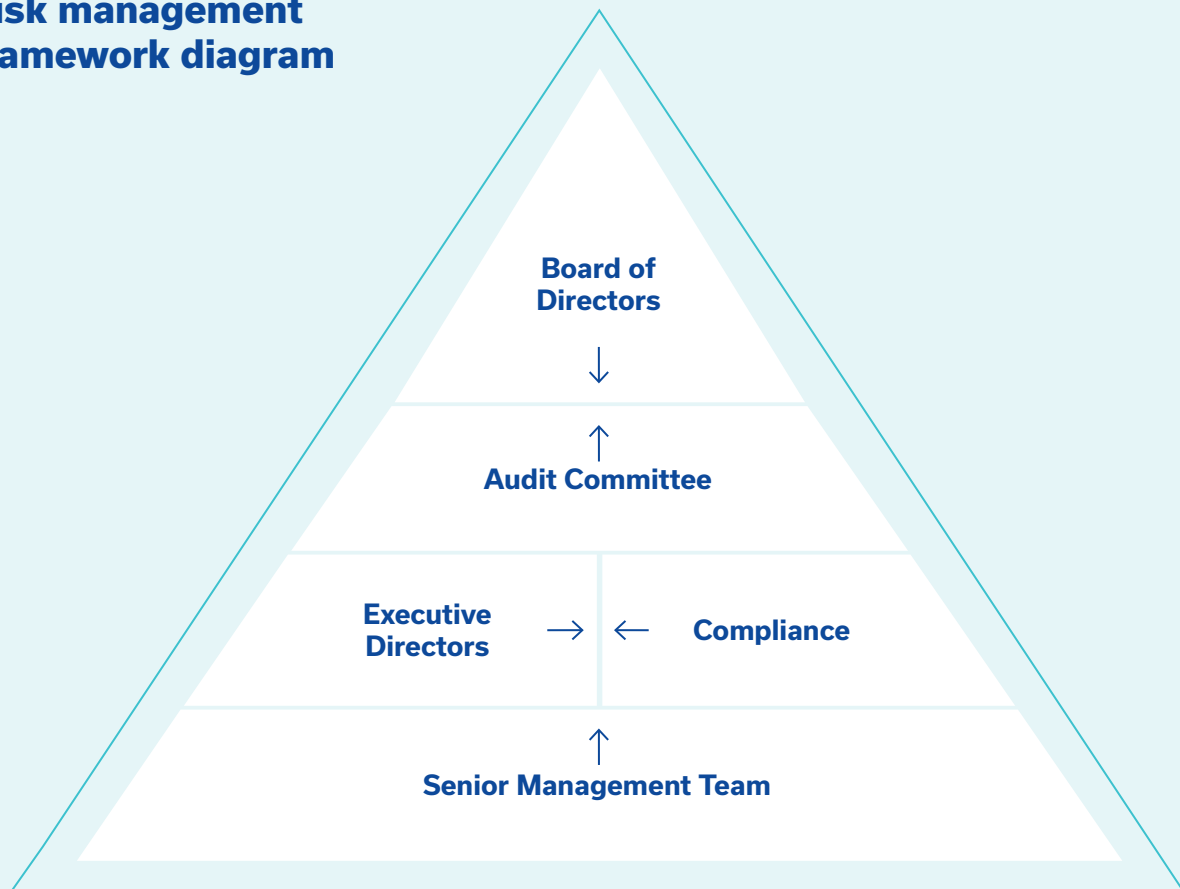 isk management
amework diagram
Board of
Directors
Audit Committee
Executive
Directors
Compliance
Senior Management Team